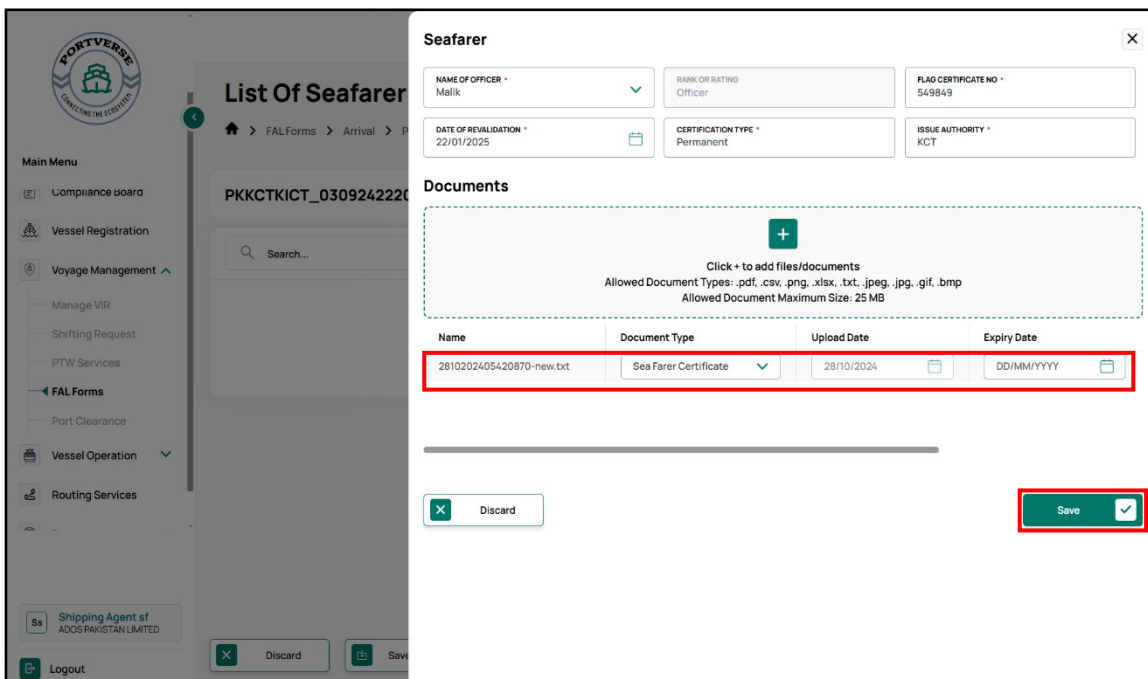 PORTVERSE
CONNECTING THE ECOSYSTEM
Main Menu
Compliance Board
Vessel Registration
Voyage Management
Manage VIR
Shifting Request
PTW Services
FAL Forms
Port Clearance
Vessel Operation
Routing Services
Ss
Shipping Agent sf
ADOS PAKISTAN LIMITED
Logout
List Of Seafarer
> FAL Forms > Arrival > P
PKKCTKICT_0309242220
Search...
Discard
Save
Seafarer
NAME OF OFFICER *
Malik
RANK OR RATING
Officer
FLAG CERTIFICATE NO *
549849
DATE OF REVALIDATION *
22/01/2025
CERTIFICATION TYPE *
Permanent
ISSUE AUTHORITY *
KCT
Documents
Click + to add files/documents
Allowed Document Types: .pdf, .csv, .png, .xlsx, .txt, .jpeg, .jpg, .gif, .bmp
Allowed Document Maximum Size: 25 MB
Name Document Type Upload Date Expiry Date
2810202405420870-new.txt Sea Farer Certificate 28/10/2024 DD/MM/YYYY
Discard
Save